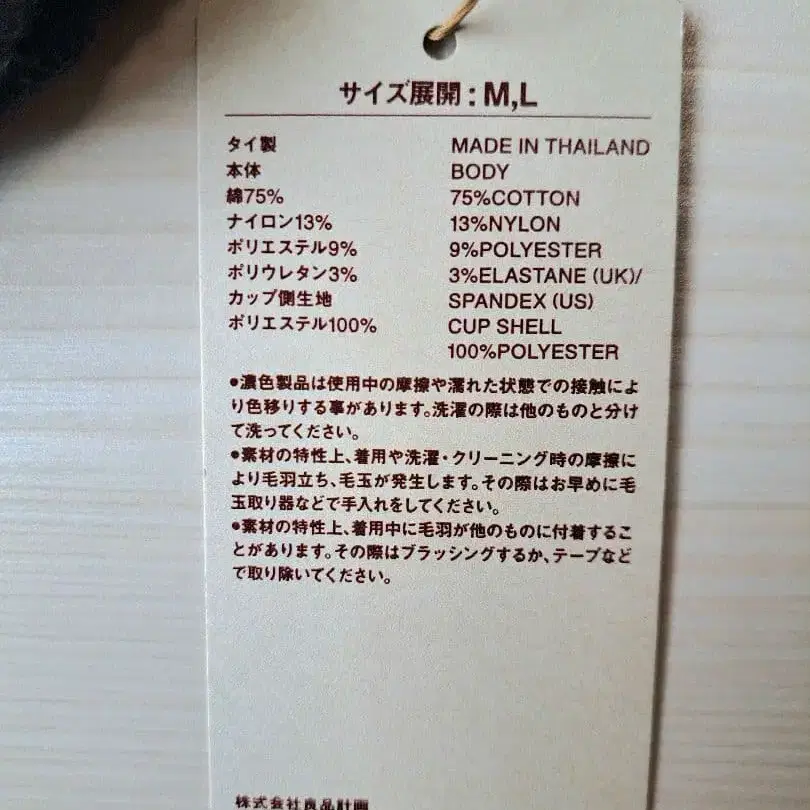 サイズ展開：M,L
タイ製 MADE IN THAILAND
本体 BODY
綿75% 75%COTTON
ナイロン13% 13%NYLON
ポリエステル9% 9%POLYESTER
ポリウレタン3% 3%ELASTANE (UK)/
カップ側生地 SPANDEX (US)
ポリエステル100% CUP SHELL
100%POLYESTER
●濃色製品は使用中の摩擦や濡れた状態での接触によ
り色移りする事があります。洗濯の際は他のものと分け
て洗ってください。
●素材の特性上、着用や洗濯・クリーニング時の摩擦に
より毛羽立ち、毛玉が発生します。その際はお早めに毛
玉取り器などで手入れをしてください。
●素材の特性上、着用中に毛羽が他のものに付着するこ
とがあります。その際はブラッシングするか、テープなど
で取り除いてください。
株式会社良品計画